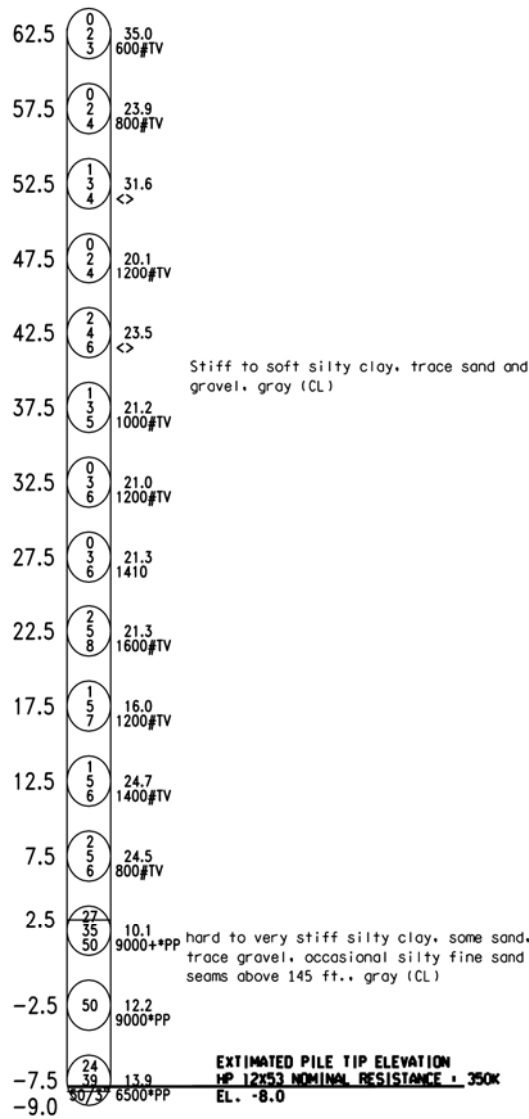 62.5
0
2 35.0
3 600#TV
57.5
0
2 23.9
4 800#TV
52.5
1
3 31.6
4 <>
47.5
0
2 20.1
4 1200#TV
42.5
2
4 23.5
6 <>
Stiff to soft silty clay, trace sand and
gravel, gray (CL)
37.5
1
3 21.2
5 1000#TV
32.5
0
3 21.0
6 1200#TV
27.5
0
3 21.3
6 1410
22.5
2
5 21.3
8 1600#TV
17.5
1
5 16.0
7 1200#TV
12.5
1
5 24.7
6 1400#TV
7.5
2
5 24.5
6 800#TV
2.5
27
35 10.1
50 9000+*PP
hard to very stiff silty clay, some sand,
trace gravel, occasional silty fine sand
seams above 145 ft., gray (CL)
-2.5
50 12.2
9000*PP
-7.5
24
39 13.9
50/3" 6500*PP
EXTIMATED PILE TIP ELEVATION
HP 12X53 NOMINAL RESISTANCE : 350K
EL. -8.0
-9.0